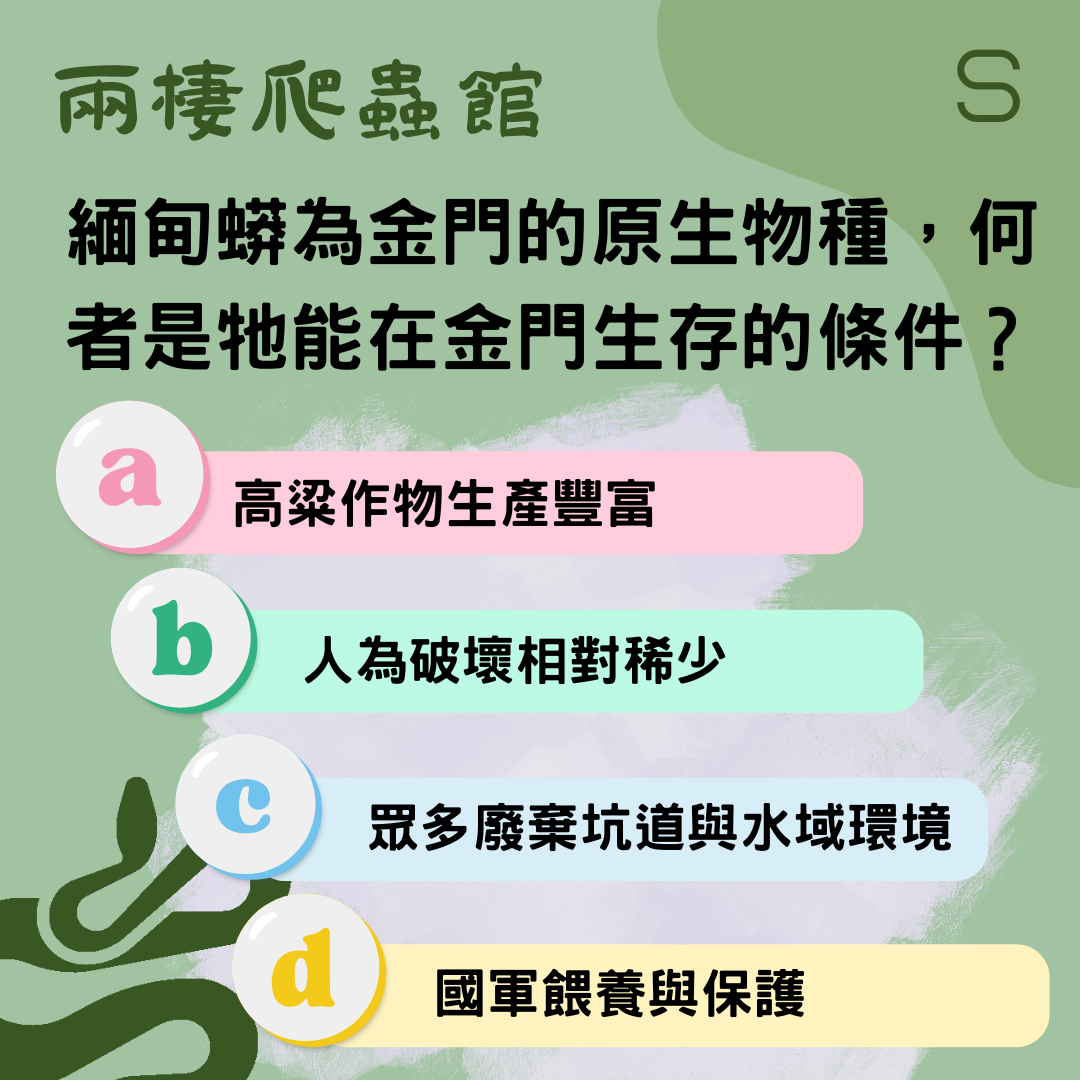 兩棲爬蟲館
S
緬甸蟒為金門的原生物種，何
者是牠能在金門生存的條件？
a
高粱作物生產豐富
b
人為破壞相對稀少
c
眾多廢棄坑道與水域環境
d
國軍餵養與保護